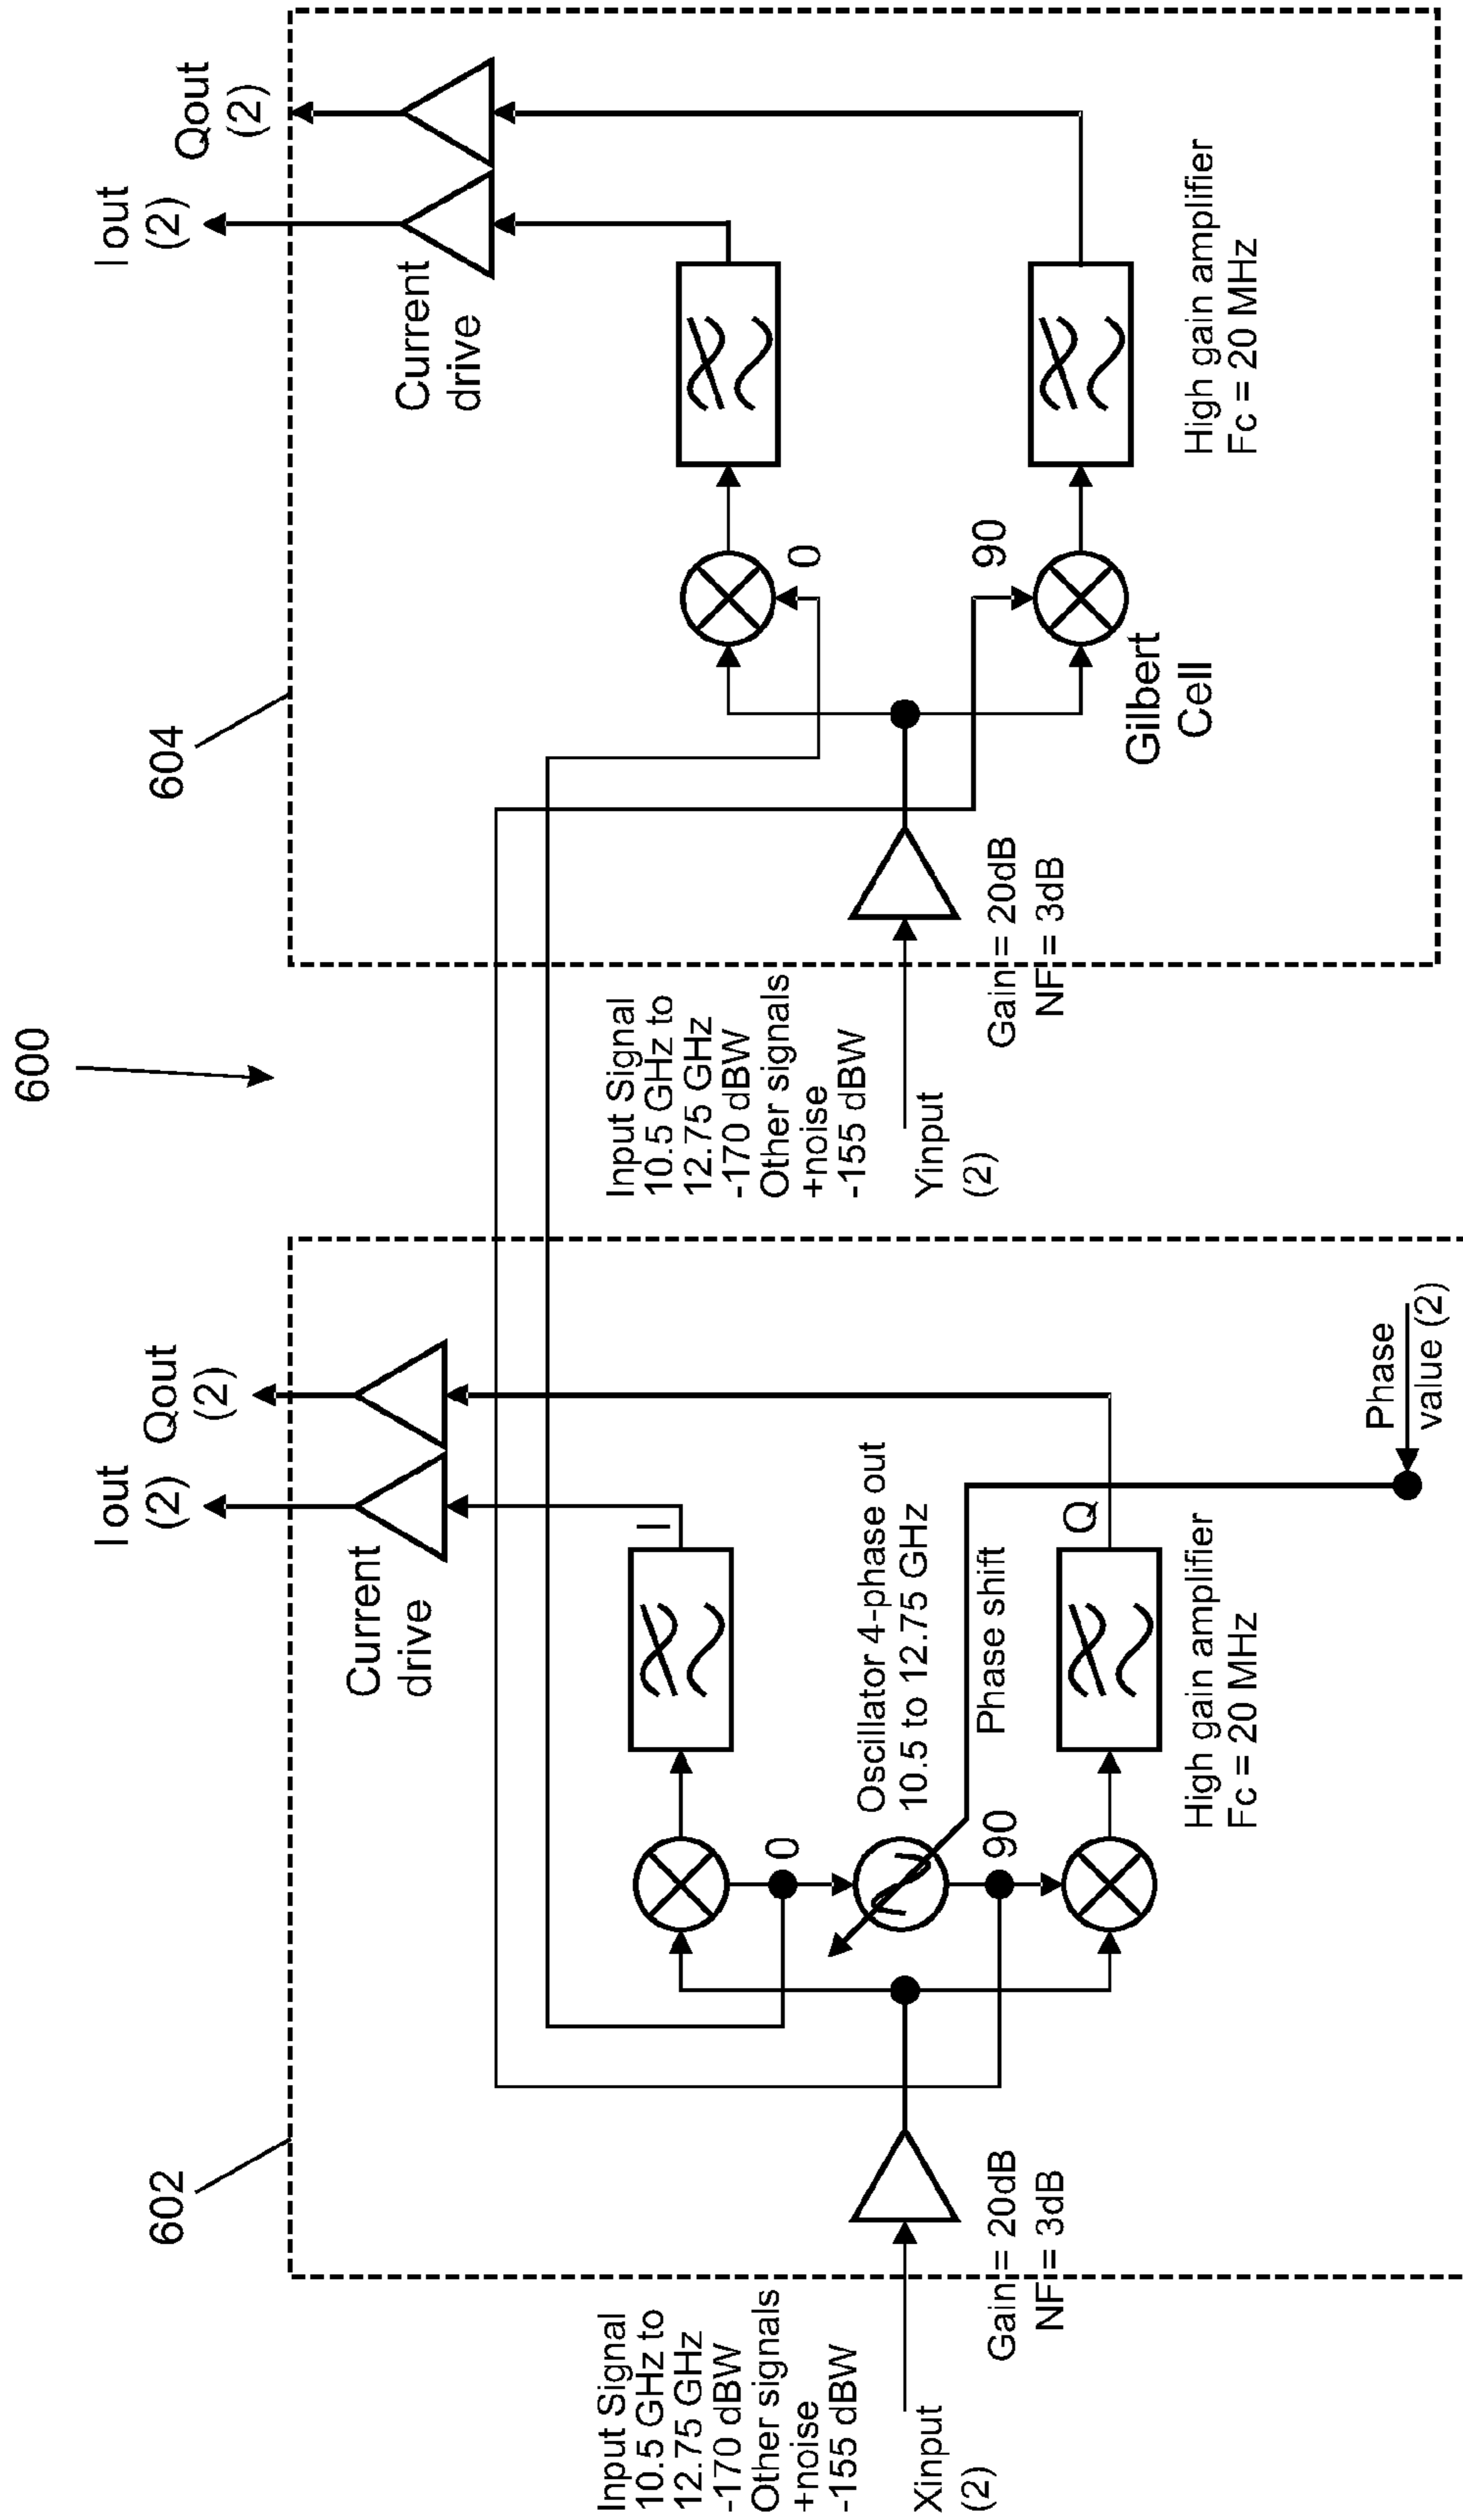 600
602
Iout
(2)
Qout
(2)
Current
drive
I
Input Signal
10.5 GHz to
12.75 GHz
-170 dBW
Other signals
+noise
-155 dBW
Xinput
(2)
Gain = 20dB
NF = 3dB
0
Oscillator 4-phase out
10.5 to 12.75 GHz
Phase shift
90
Q
High gain amplifier
Fc = 20 MHz
Phase
value (2)
604
Iout
(2)
Qout
(2)
Current
drive
Input Signal
10.5 GHz to
12.75 GHz
-170 dBW
Other signals
+noise
-155 dBW
Yinput
(2)
Gain = 20dB
NF = 3dB
0
90
Gilbert
Cell
High gain amplifier
Fc = 20 MHz